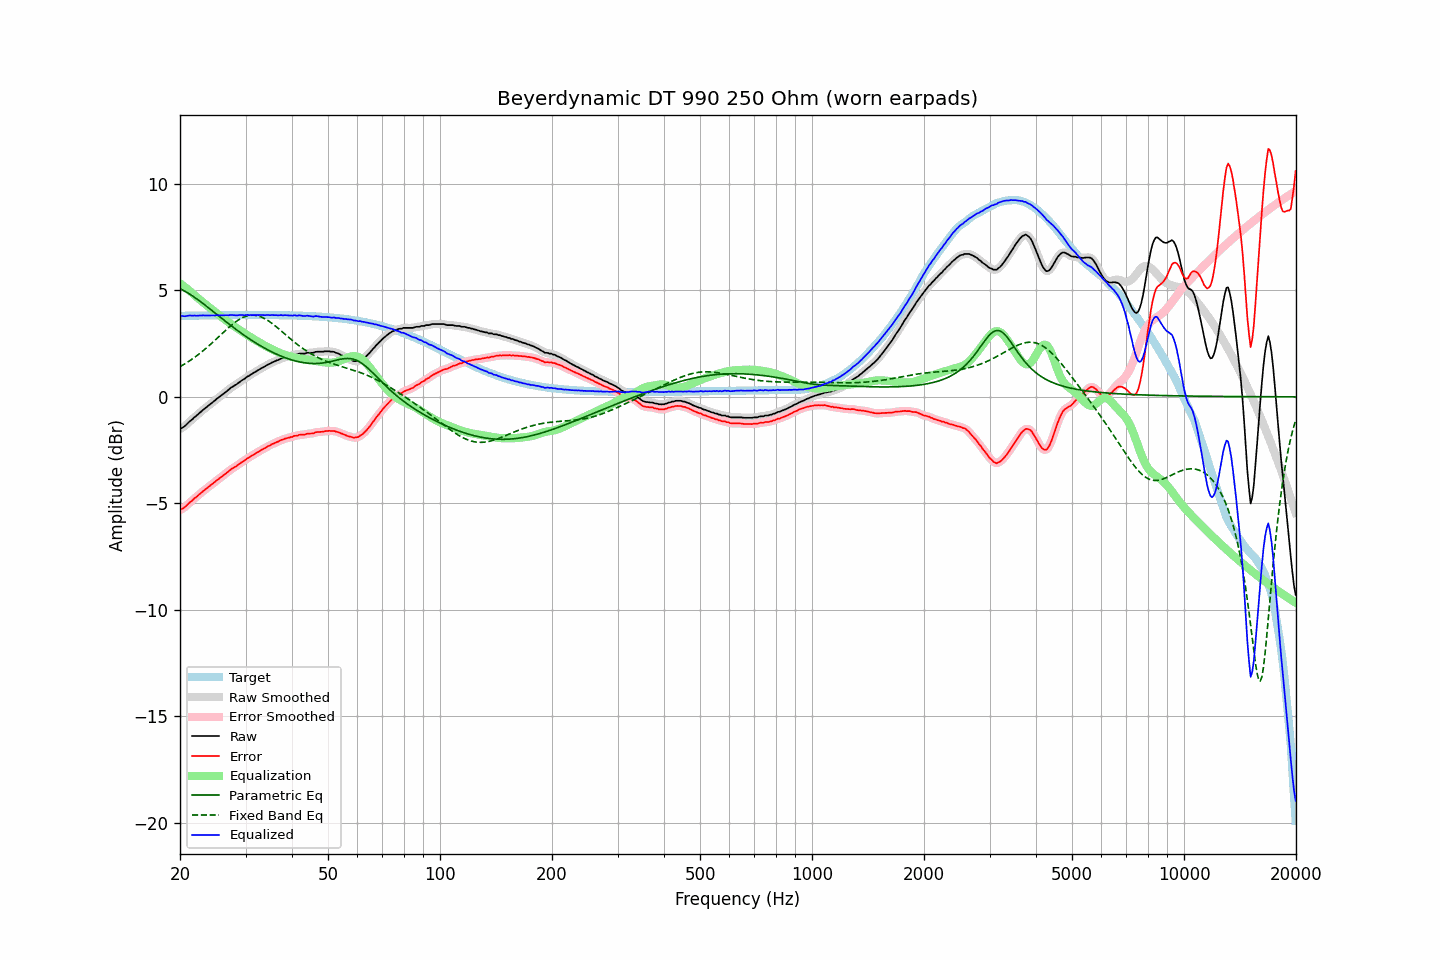 Beyerdynamic DT 990 250 Ohm (worn earpads)
Amplitude (dBr)
10
5
0
−5
−10
−15
−20
Target
Raw Smoothed
Error Smoothed
Raw
Error
Equalization
Parametric Eq
Fixed Band Eq
Equalized
20 50 100 200 500 1000 2000 5000 10000 20000
Frequency (Hz)